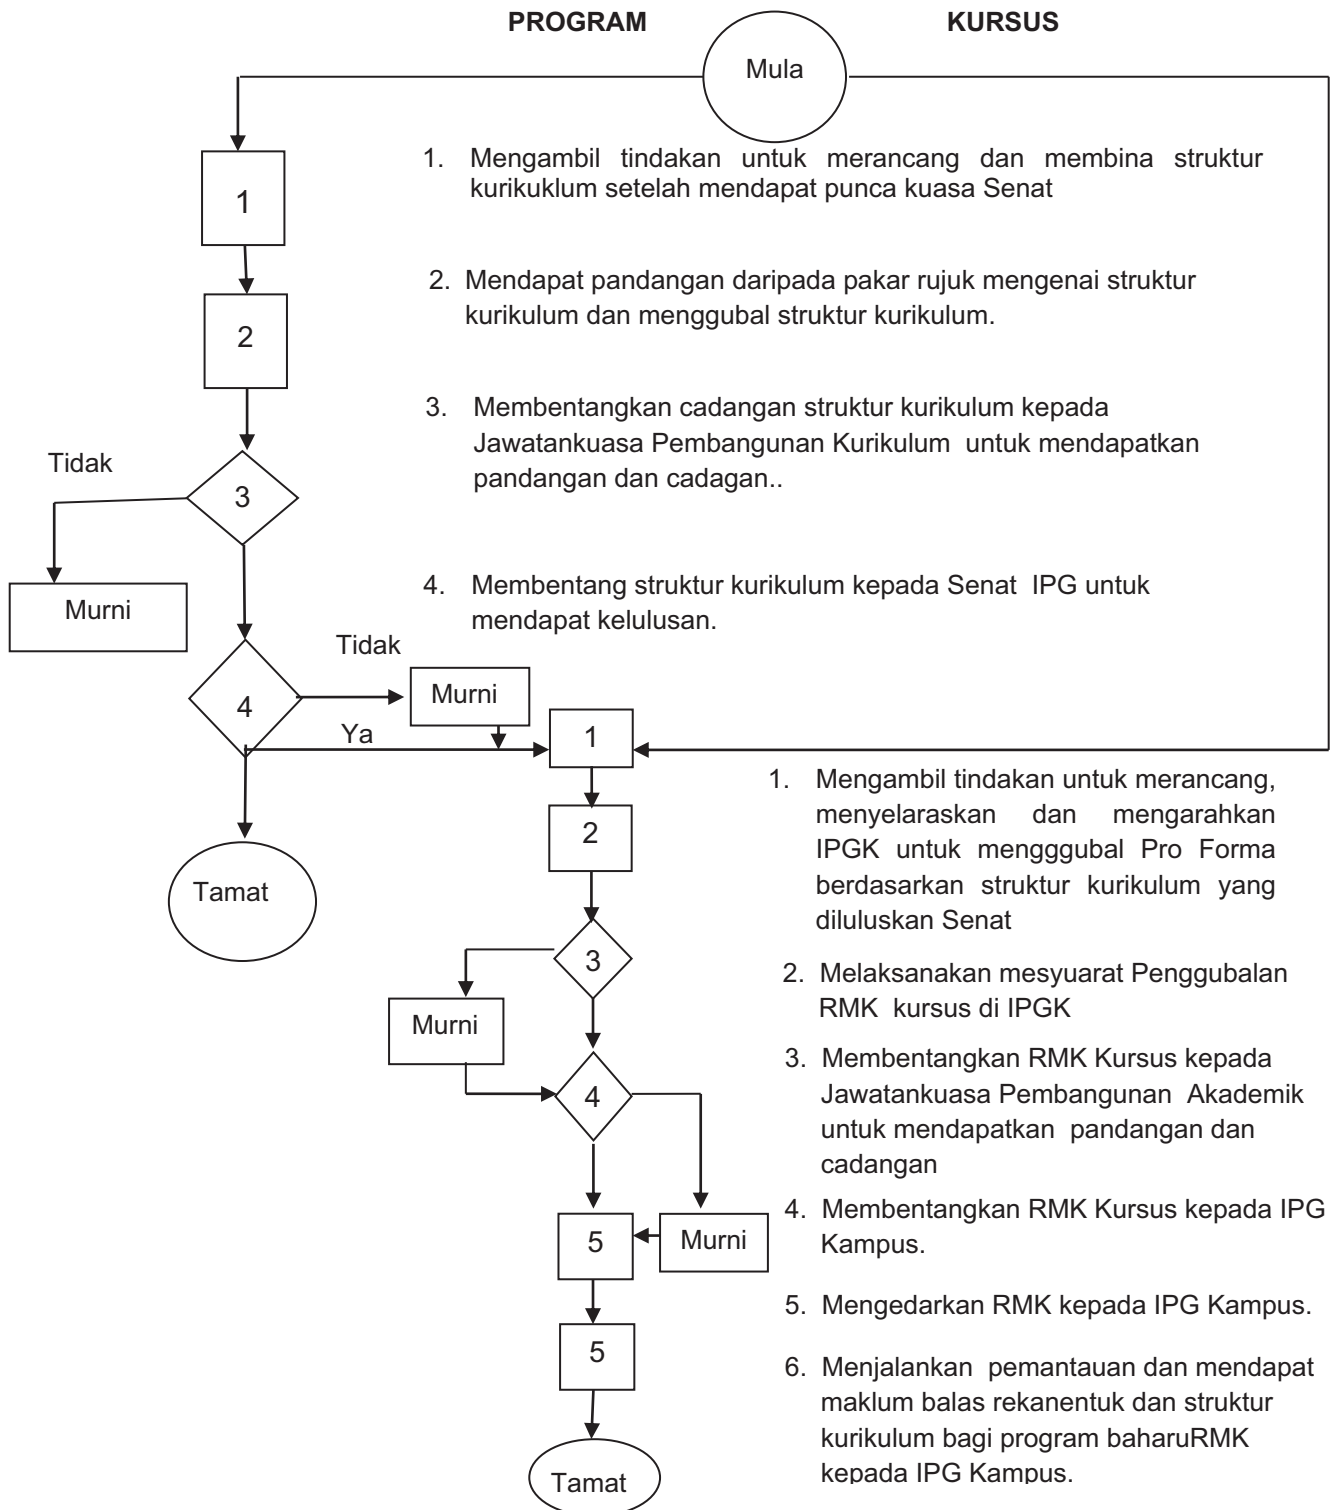 PROGRAM KURSUS
Mula
1
1. Mengambil tindakan untuk merancang dan membina struktur
kurikuklum setelah mendapat punca kuasa Senat
2
2. Mendapat pandangan daripada pakar rujuk mengenai struktur
kurikulum dan menggubal struktur kurikulum.
3. Membentangkan cadangan struktur kurikulum kepada
Jawatankuasa Pembangunan Kurikulum untuk mendapatkan
pandangan dan cadagan..
Tidak
3
Murni
4. Membentang struktur kurikulum kepada Senat IPG untuk
mendapat kelulusan.
Tidak
4
Murni
Ya
1
Tamat
2
3
Murni
4
5
Murni
5
Tamat
1. Mengambil tindakan untuk merancang,
menyelaraskan dan mengarahkan
IPGK untuk mengggubal Pro Forma
berdasarkan struktur kurikulum yang
diluluskan Senat
2. Melaksanakan mesyuarat Penggubalan
RMK kursus di IPGK
3. Membentangkan RMK Kursus kepada
Jawatankuasa Pembangunan Akademik
untuk mendapatkan pandangan dan
cadangan
4. Membentangkan RMK Kursus kepada IPG
Kampus.
5. Mengedarkan RMK kepada IPG Kampus.
6. Menjalankan pemantauan dan mendapat
maklum balas rekanentuk dan struktur
kurikulum bagi program baharuRMK
kepada IPG Kampus.